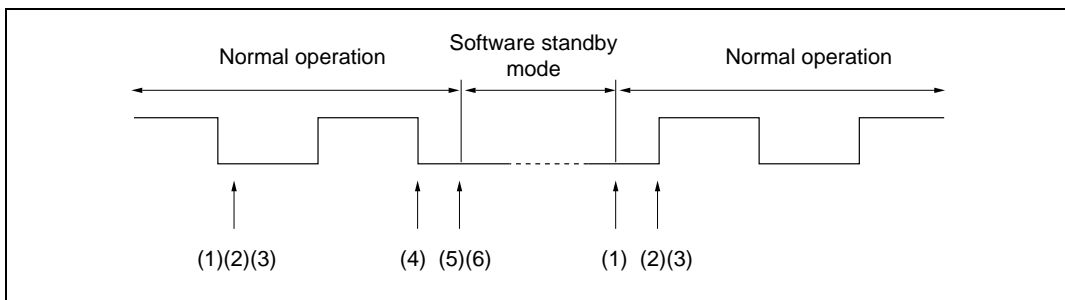 Normal operation
Software standby
mode
Normal operation
(1)(2)(3)
(4)
(5)(6)
(1)
(2)(3)